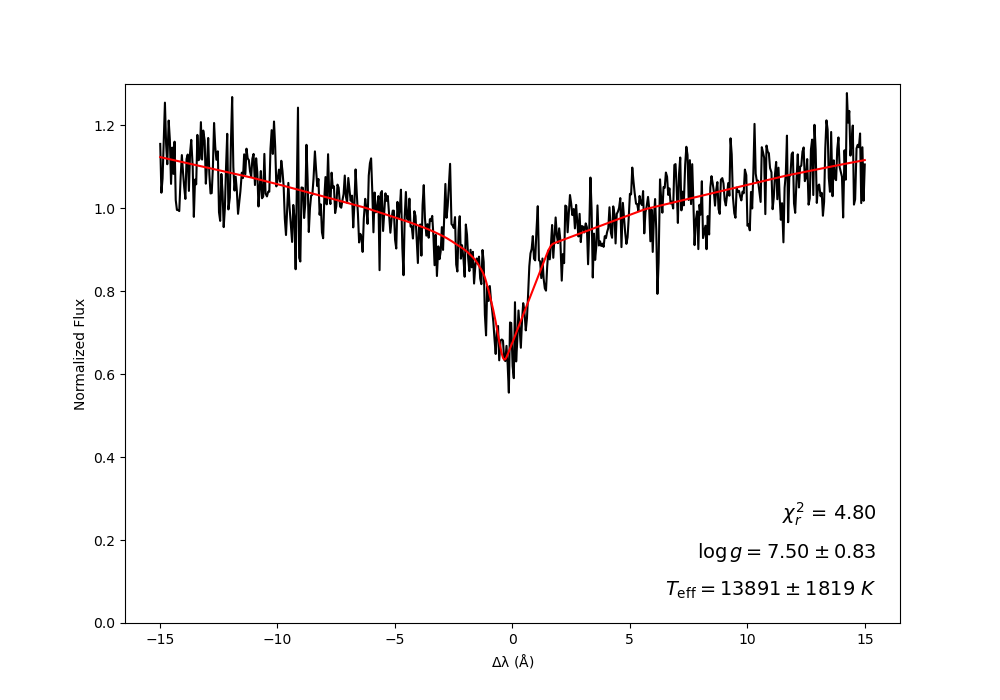 1.2
1.0
0.8
0.6
0.4
0.2
0.0
Normalized Flux
χ²ᵣ = 4.80
log g = 7.50 ± 0.83
T_eff = 13891 ± 1819 K
−15 −10 −5 0 5 10 15
Δλ (Å)